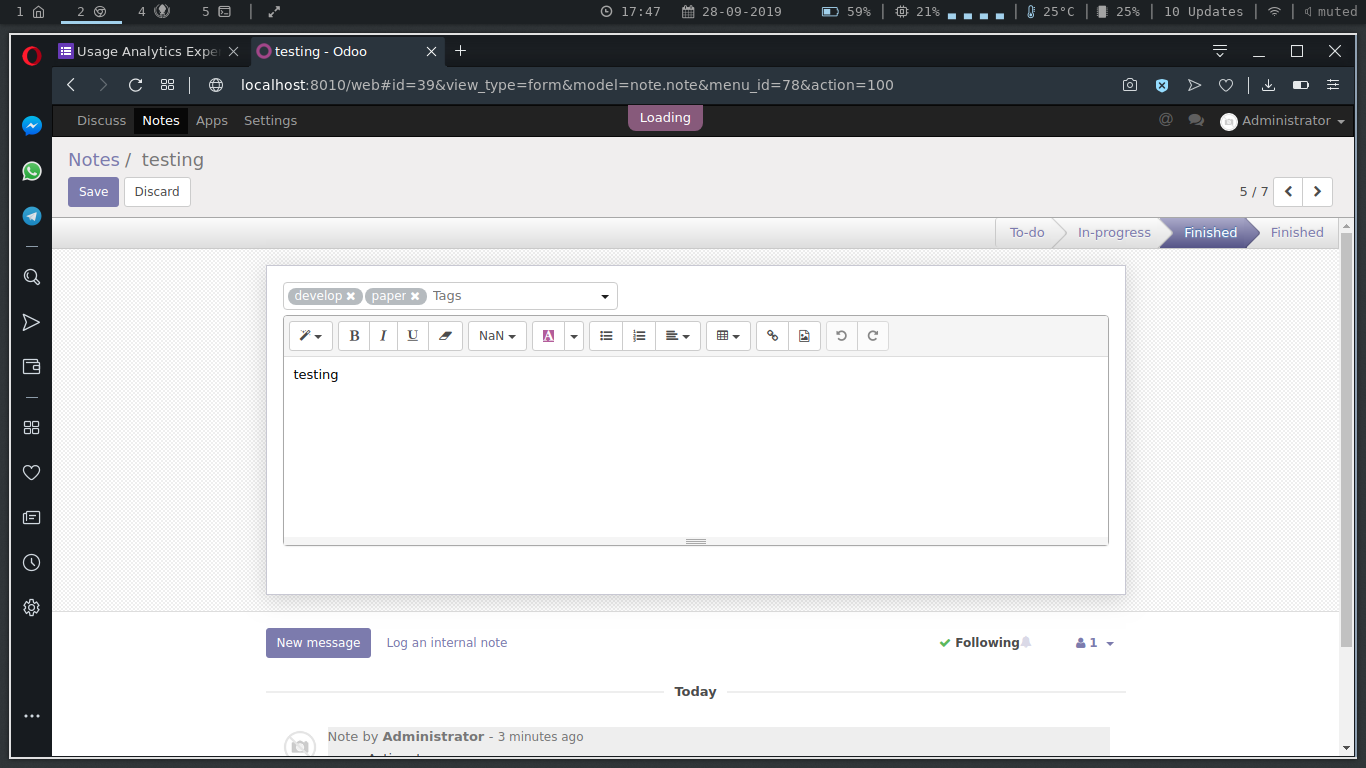 1 2 4 5 17:47 28-09-2019 59% 21% 25°C 25% 10 Updates muted
Usage Analytics Expe testing - Odoo
localhost:8010/web#id=39&view_type=form&model=note.note&menu_id=78&action=100
Discuss Notes Apps Settings Loading @ Administrator
Notes / testing
Save Discard 5 / 7
To-do In-progress Finished Finished
develop paper Tags
B I U NaN A
testing
New message Log an internal note Following 1
Today
Note by Administrator - 3 minutes ago